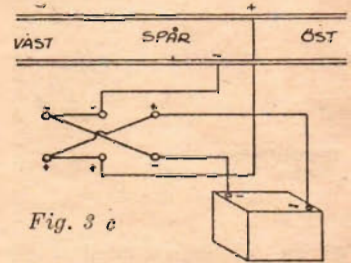 - +
VÄST SPÅR ÖST
+ -
- - +
+ + -
- -
Fig. 3 c